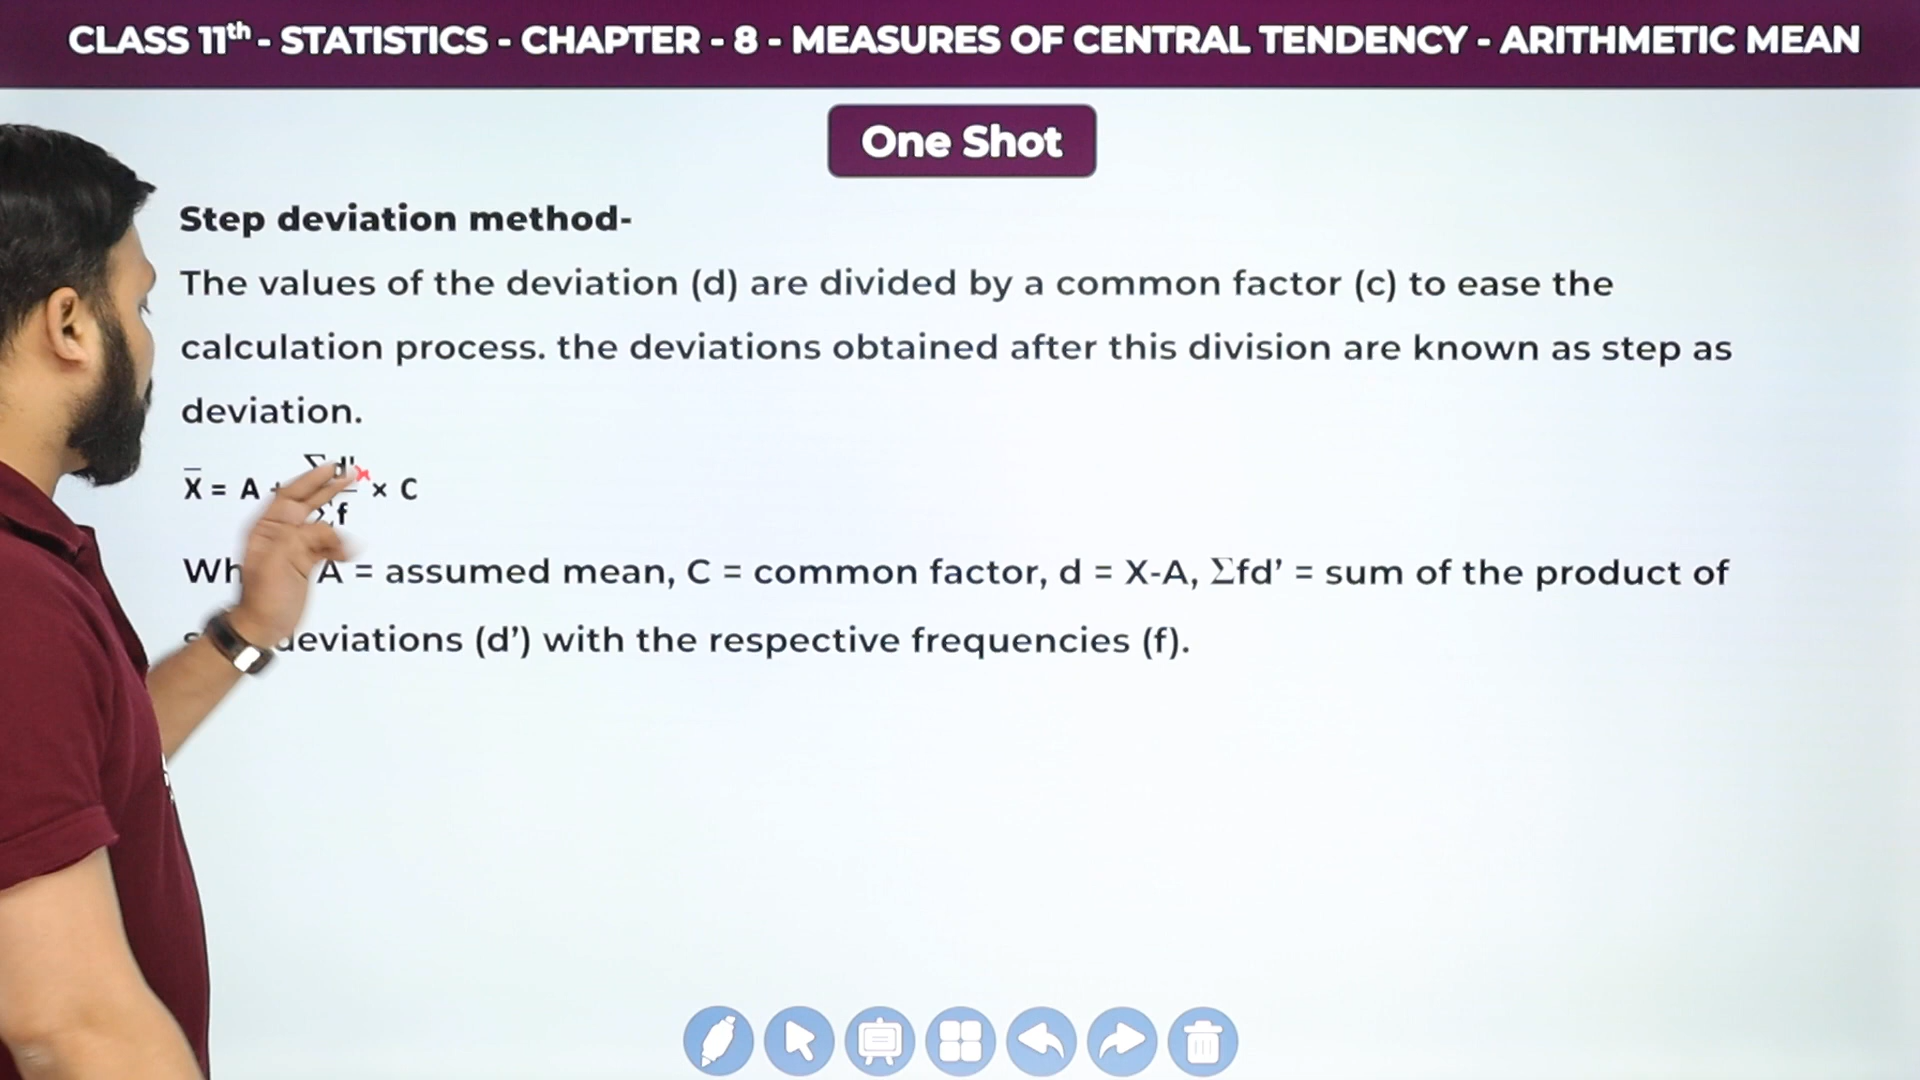 CLASS 11th - STATISTICS - CHAPTER - 8 - MEASURES OF CENTRAL TENDENCY - ARITHMETIC MEAN
One Shot
Step deviation method-
The values of the deviation (d) are divided by a common factor (c) to ease the
calculation process. the deviations obtained after this division are known as step as
deviation.
X̅ = A Σ d' / Σf × C
A = assumed mean, C = common factor, d = X-A, Σfd’ = sum of the product of
deviations (d’) with the respective frequencies (f).